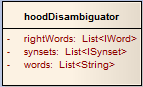 hoodDisambiguator
- rightWords: List<IWord>
- synsets: List<ISynset>
- words: List<String>